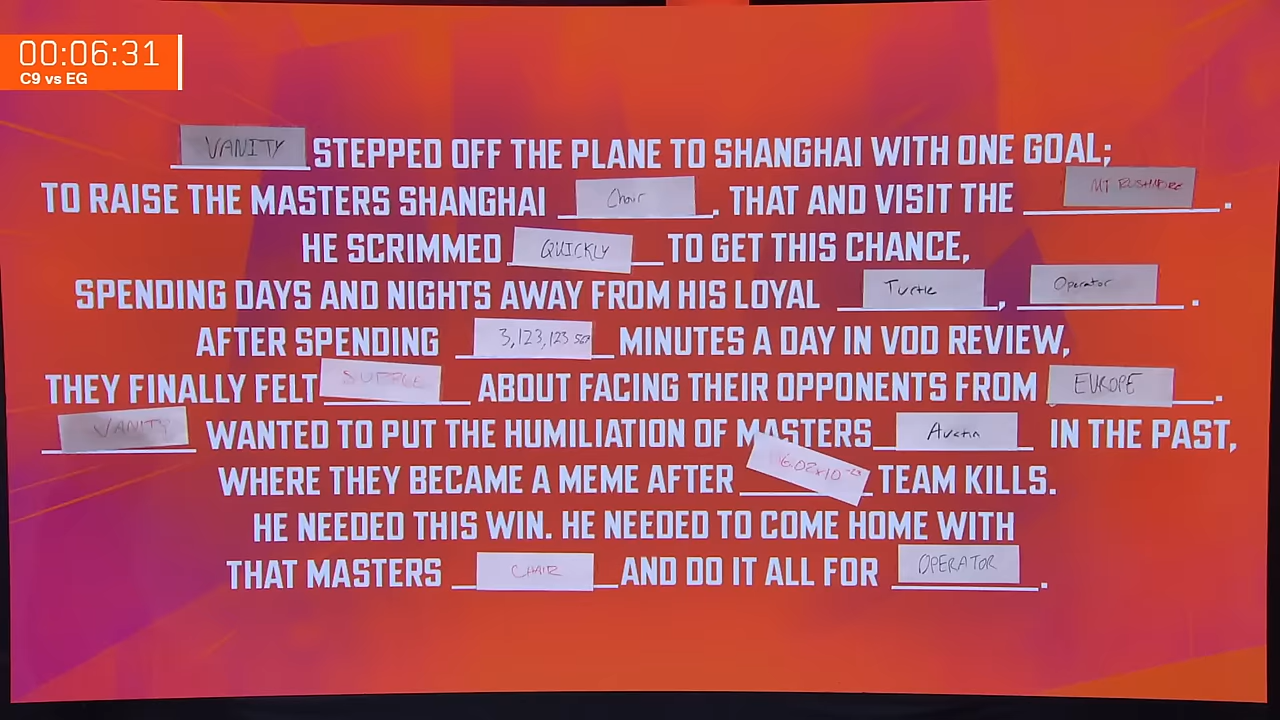 00:06:31
C9 vs EG
VANITY STEPPED OFF THE PLANE TO SHANGHAI WITH ONE GOAL;
TO RAISE THE MASTERS SHANGHAI Chair, THAT AND VISIT THE MT RUSHMORE.
HE SCRIMMED QUICKLY TO GET THIS CHANCE,
SPENDING DAYS AND NIGHTS AWAY FROM HIS LOYAL Turtle, Operator.
AFTER SPENDING 3,123,123 MINUTES A DAY IN VOD REVIEW,
THEY FINALLY FELT ABOUT FACING THEIR OPPONENTS FROM EUROPE.
VANITY WANTED TO PUT THE HUMILIATION OF MASTERS Austin IN THE PAST,
WHERE THEY BECAME A MEME AFTER TEAM KILLS.
HE NEEDED THIS WIN. HE NEEDED TO COME HOME WITH
THAT MASTERS CHAIR AND DO IT ALL FOR OPERATOR.